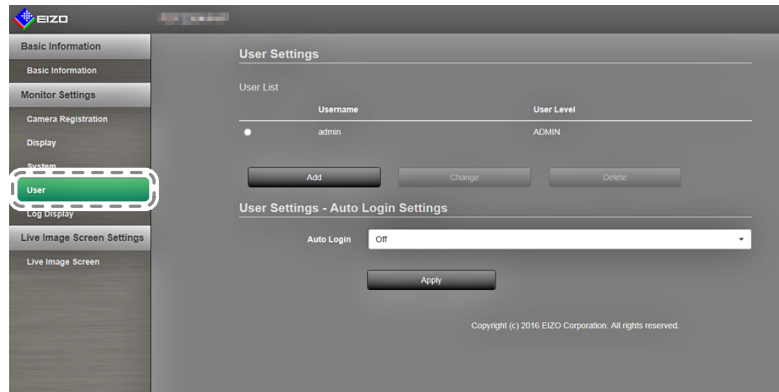 EIZO
Basic Information
Basic Information
Monitor Settings
Camera Registration
Display
System
User
Log Display
Live Image Screen Settings
Live Image Screen
User Settings
User List
Username User Level
admin ADMIN
Add Change Delete
User Settings - Auto Login Settings
Auto Login Off
Apply
Copyright (c) 2016 EIZO Corporation. All rights reserved.